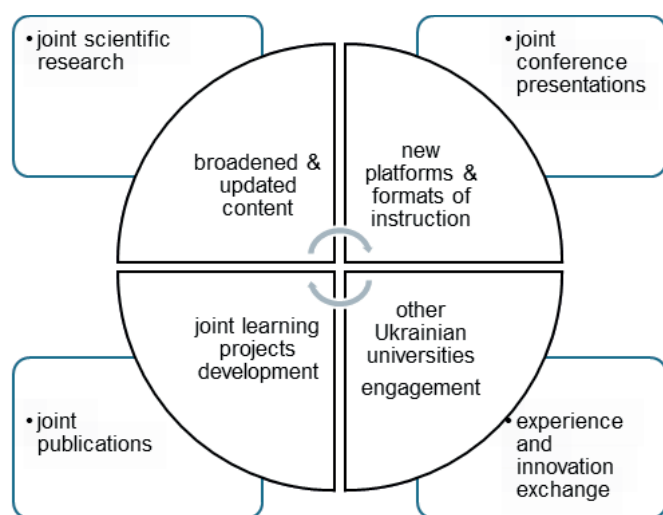 •joint scientific
research
•joint
conference
presentations
broadened &
updated
content
new
platforms &
formats of
instruction
joint learning
projects
development
other
Ukrainian
universities
engagement
•joint
publications
•experience
and
innovation
exchange